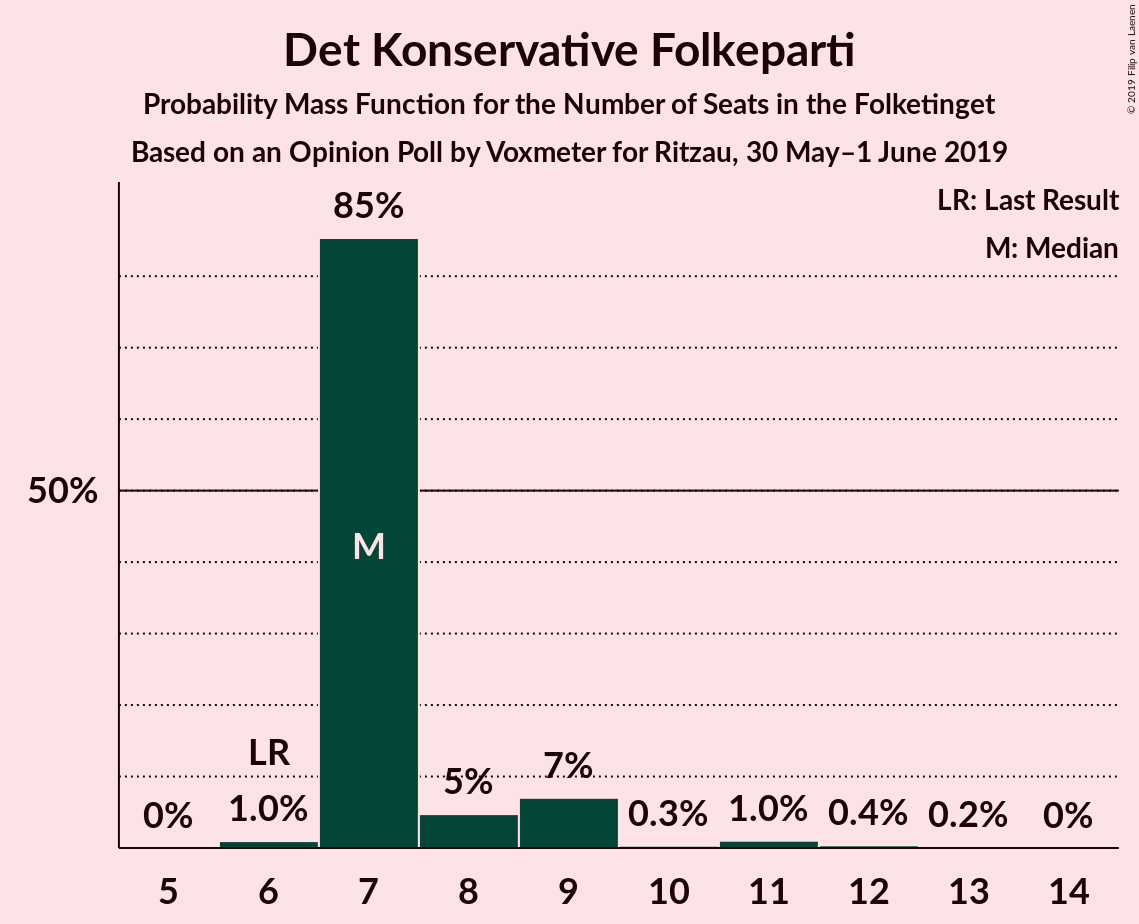 Det Konservative Folkeparti
Probability Mass Function for the Number of Seats in the Folketinget
Based on an Opinion Poll by Voxmeter for Ritzau, 30 May–1 June 2019
© 2019 Filip van Laenen
LR: Last Result
M: Median
85%
50%
M
LR
0%
1.0%
5%
7%
0.3%
1.0%
0.4%
0.2%
0%
5 6 7 8 9 10 11 12 13 14